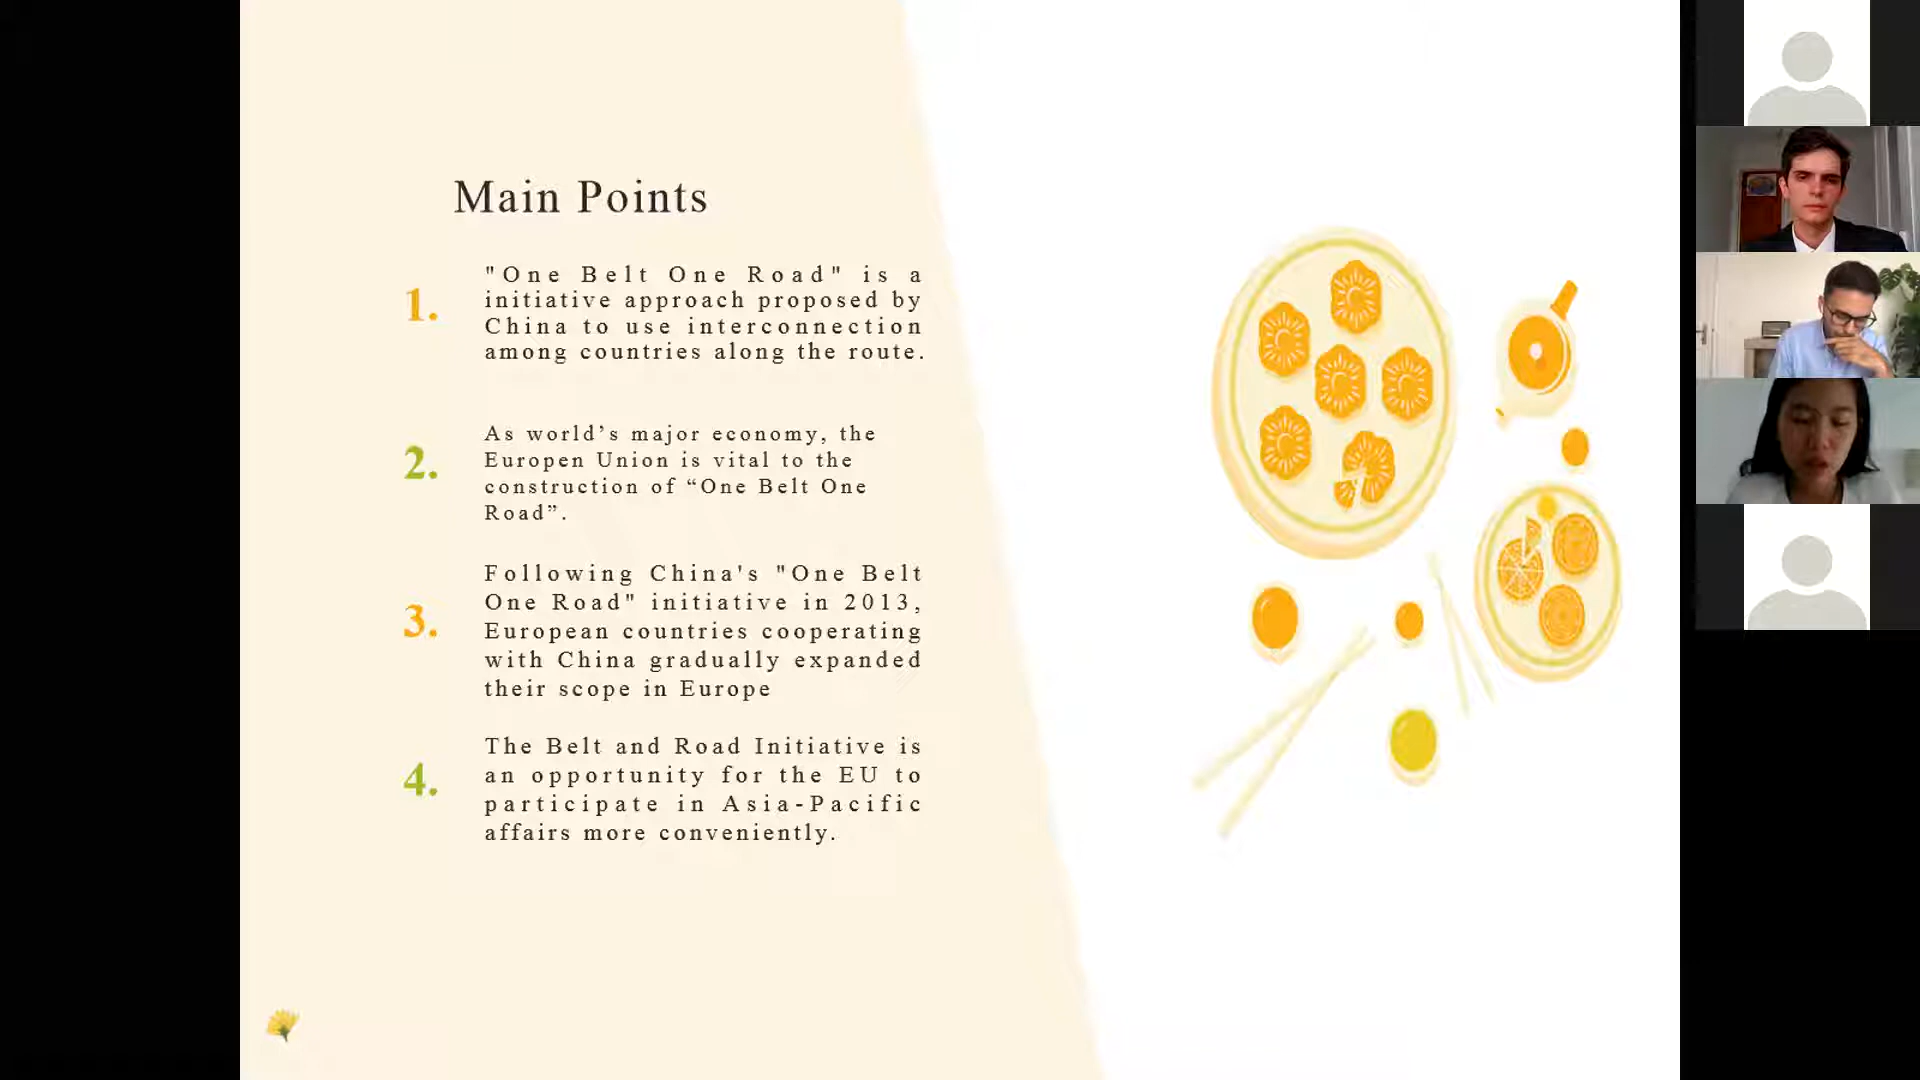 Main Points
1.
"One Belt One Road" is a
initiative approach proposed by
China to use interconnection
among countries along the route.
2.
As world’s major economy, the
Europen Union is vital to the
construction of “One Belt One
Road”.
3.
Following China's "One Belt
One Road" initiative in 2013,
European countries cooperating
with China gradually expanded
their scope in Europe
4.
The Belt and Road Initiative is
an opportunity for the EU to
participate in Asia-Pacific
affairs more conveniently.